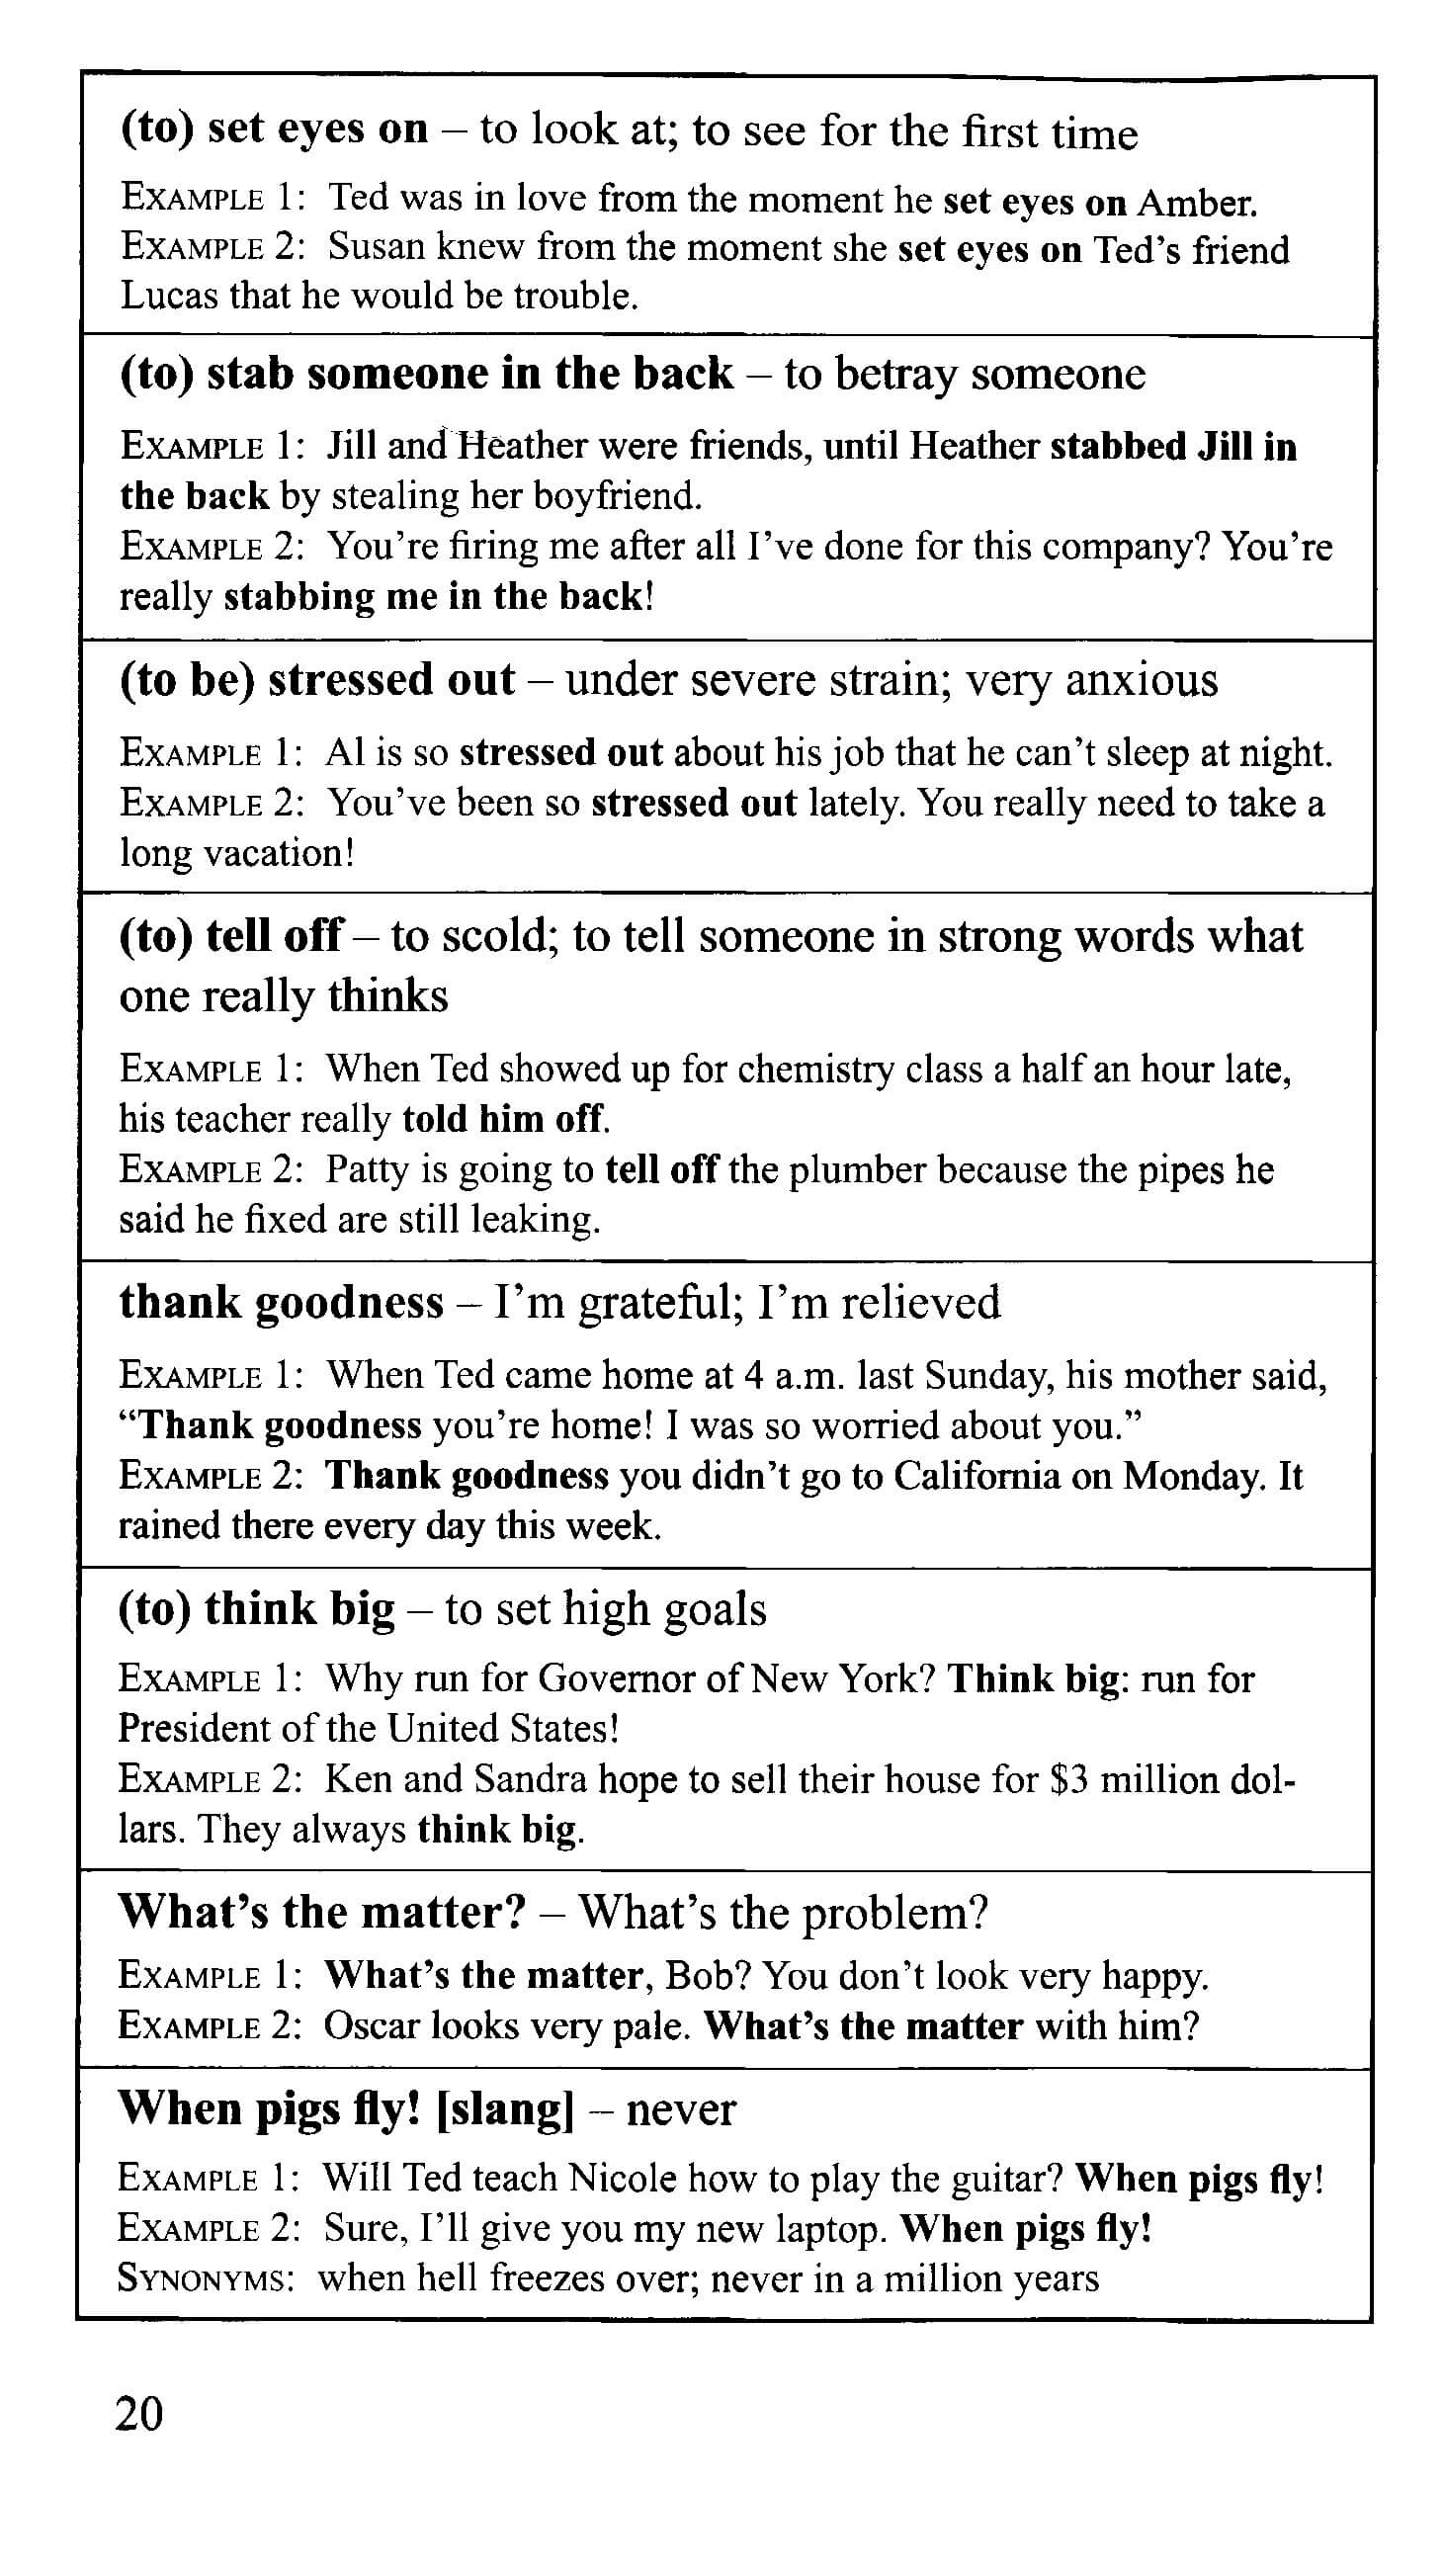 (to) set eyes on – to look at; to see for the first time
EXAMPLE 1: Ted was in love from the moment he set eyes on Amber.
EXAMPLE 2: Susan knew from the moment she set eyes on Ted's friend
Lucas that he would be trouble.
(to) stab someone in the back – to betray someone
EXAMPLE 1: Jill and Heather were friends, until Heather stabbed Jill in
the back by stealing her boyfriend.
EXAMPLE 2: You're firing me after all I've done for this company? You're
really stabbing me in the back!
(to be) stressed out – under severe strain; very anxious
EXAMPLE 1: Al is so stressed out about his job that he can't sleep at night.
EXAMPLE 2: You've been so stressed out lately. You really need to take a
long vacation!
(to) tell off – to scold; to tell someone in strong words what
one really thinks
EXAMPLE 1: When Ted showed up for chemistry class a half an hour late,
his teacher really told him off.
EXAMPLE 2: Patty is going to tell off the plumber because the pipes he
said he fixed are still leaking.
thank goodness – I'm grateful; I'm relieved
EXAMPLE 1: When Ted came home at 4 a.m. last Sunday, his mother said,
“Thank goodness you're home! I was so worried about you.”
EXAMPLE 2: Thank goodness you didn't go to California on Monday. It
rained there every day this week.
(to) think big – to set high goals
EXAMPLE 1: Why run for Governor of New York? Think big: run for
President of the United States!
EXAMPLE 2: Ken and Sandra hope to sell their house for $3 million dol-
lars. They always think big.
What's the matter? – What's the problem?
EXAMPLE 1: What's the matter, Bob? You don't look very happy.
EXAMPLE 2: Oscar looks very pale. What's the matter with him?
When pigs fly! [slang] – never
EXAMPLE 1: Will Ted teach Nicole how to play the guitar? When pigs fly!
EXAMPLE 2: Sure, I'll give you my new laptop. When pigs fly!
SYNONYMS: when hell freezes over; never in a million years
20